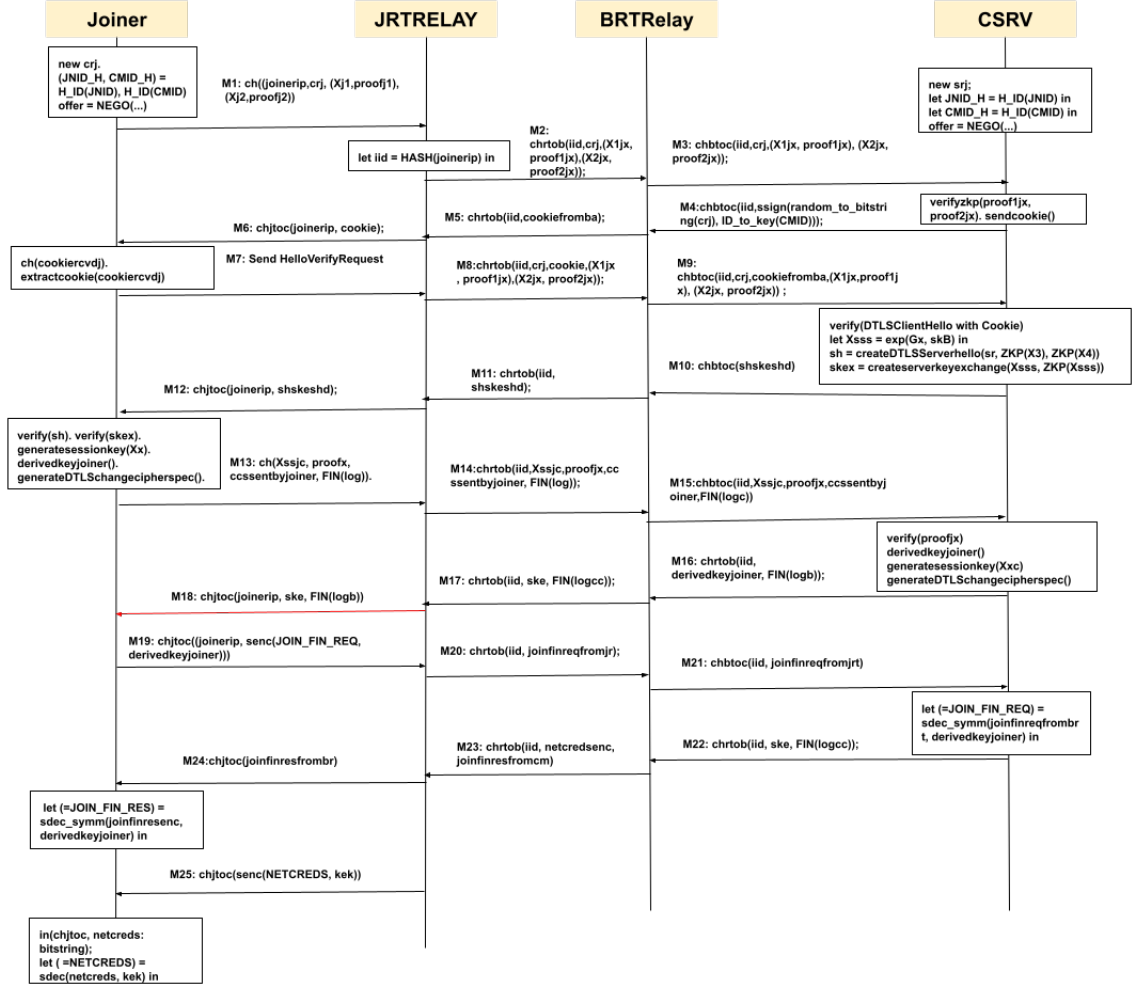 Joiner
JRTRELAY
BRTRelay
CSRV
new crj.
(JNID_H, CMID_H) =
H_ID(JNID), H_ID(CMID)
offer = NEGO(...)
M1: ch((joinerip,crj, (Xj1,proofj1),
(Xj2,proofj2))
new srj;
let JNID_H = H_ID(JNID) in
let CMID_H = H_ID(CMID) in
offer = NEGO(...)
let iid = HASH(joinerip) in
M2:
chrtob(iid,crj,(X1jx,
proof1jx),(X2jx,
proof2jx));
M3: chbtoc(iid,crj,(X1jx, proof1jx), (X2jx,
proof2jx));
verifyzkp(proof1jx,
proof2jx). sendcookie()
M4:chbtoc(iid,ssign(random_to_bitstri
ng(crj), ID_to_key(CMID)));
M5: chrtob(iid,cookiefromba);
M6: chjtoc(joinerip, cookie);
ch(cookiercvdj).
extractcookie(cookiercvdj)
M7: Send HelloVerifyRequest
M8:chrtob(iid,crj,cookie,(X1jx
, proof1jx),(X2jx, proof2jx));
M9:
chbtoc(iid,crj,cookiefromba,(X1jx,proof1j
x), (X2jx, proof2jx)) ;
verify(DTLSClientHello with Cookie)
let Xsss = exp(Gx, skB) in
sh = createDTLSServerhello(sr, ZKP(X3), ZKP(X4))
skex = createserverkeyexchange(Xsss, ZKP(Xsss))
M10: chbtoc(shskeshd)
M11: chrtob(iid,
shskeshd);
M12: chjtoc(joinerip, shskeshd);
verify(sh). verify(skex).
generatesessionkey(Xx).
derivedkeyjoiner().
generateDTLSchangecipherspec().
M13: ch(Xssjc, proofx,
ccssentbyjoiner, FIN(log)).
M14:chrtob(iid,Xssjc,proofjx,cc
ssentbyjoiner, FIN(log));
M15:chbtoc(iid,Xssjc,proofjx,ccssentbyj
oiner,FIN(logc))
verify(proofjx)
derivedkeyjoiner()
generatesessionkey(Xxc)
generateDTLSchangecipherspec()
M16: chrtob(iid,
derivedkeyjoiner, FIN(logb));
M17: chrtob(iid, ske, FIN(logcc));
M18: chjtoc(joinerip, ske, FIN(logb))
M19: chjtoc((joinerip, senc(JOIN_FIN_REQ,
derivedkeyjoiner)))
M20: chrtob(iid, joinfinreqfromjr);
M21: chbtoc(iid, joinfinreqfromjrt)
let (=JOIN_FIN_REQ) =
sdec_symm(joinfinreqfrombr
t, derivedkeyjoiner) in
M22: chrtob(iid, ske, FIN(logcc));
M23: chrtob(iid, netcredsenc,
joinfinresfromcm)
M24:chjtoc(joinfinresfrombr)
let (=JOIN_FIN_RES) =
sdec_symm(joinfinresenc,
derivedkeyjoiner) in
M25: chjtoc(senc(NETCREDS, kek))
in(chjtoc, netcreds:
bitstring);
let ( =NETCREDS) =
sdec(netcreds, kek) in